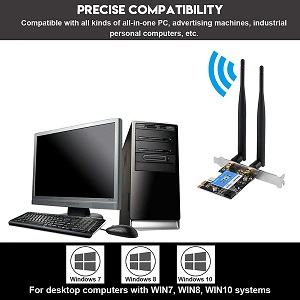 PRECISE COMPATIBILITY
Compatible with all kinds of all-in-one PC, advertising machines, industrial
personal computers, etc.
Windows 7
Windows 8
Windows 10
For desktop computers with WIN7, WIN8, WIN10 systems